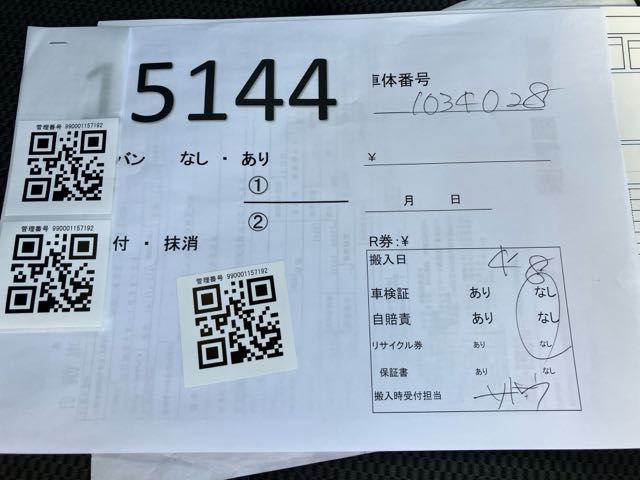 5144
車体番号
1034028
管理番号 990001157192
バン なし ・ あり
¥
①
管理番号 990001157192
②
月 日
付 ・ 抹消
R券:¥
搬入日 4/8
管理番号 990001157192
車検証 あり なし
自賠責 あり なし
リサイクル券 あり なし
保証書 あり なし
搬入時受付担当